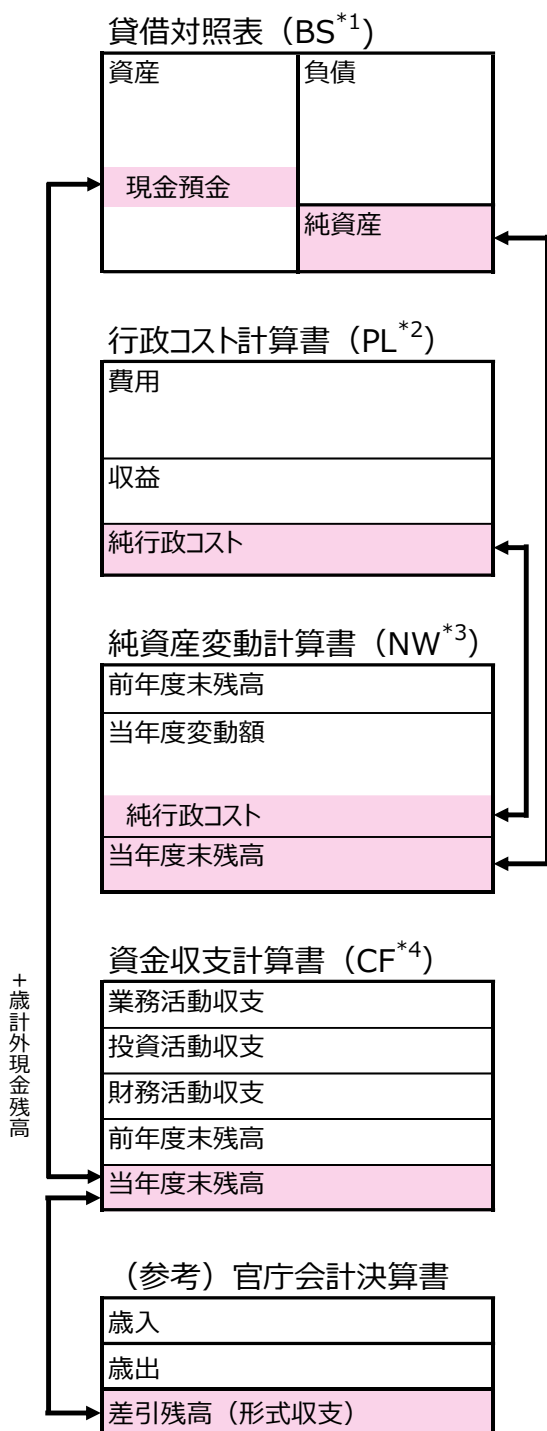 貸借対照表（BS*1）
資産
負債
現金預金
純資産
行政コスト計算書（PL*2）
費用
収益
純行政コスト
純資産変動計算書（NW*3）
前年度末残高
当年度変動額
純行政コスト
当年度末残高
資金収支計算書（CF*4）
業務活動収支
投資活動収支
財務活動収支
前年度末残高
当年度末残高
＋歳計外現金残高
（参考）官庁会計決算書
歳入
歳出
差引残高（形式収支）